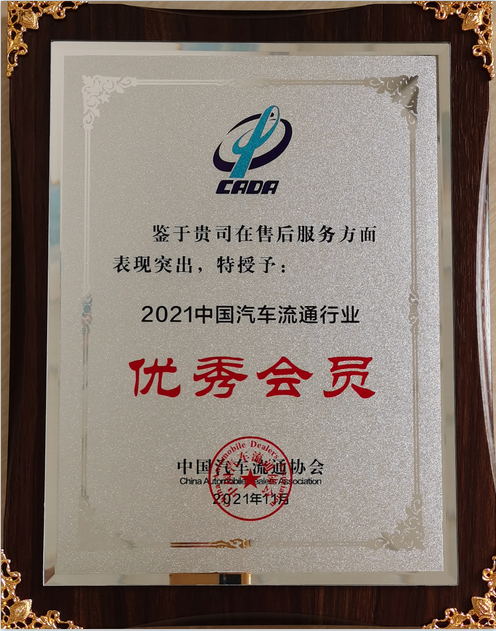 CADA
鉴于贵司在售后服务方面
表现突出，特授予：
2021中国汽车流通行业
优秀会员
中国汽车流通协会
China Automobile Dealers Association
2021年11月